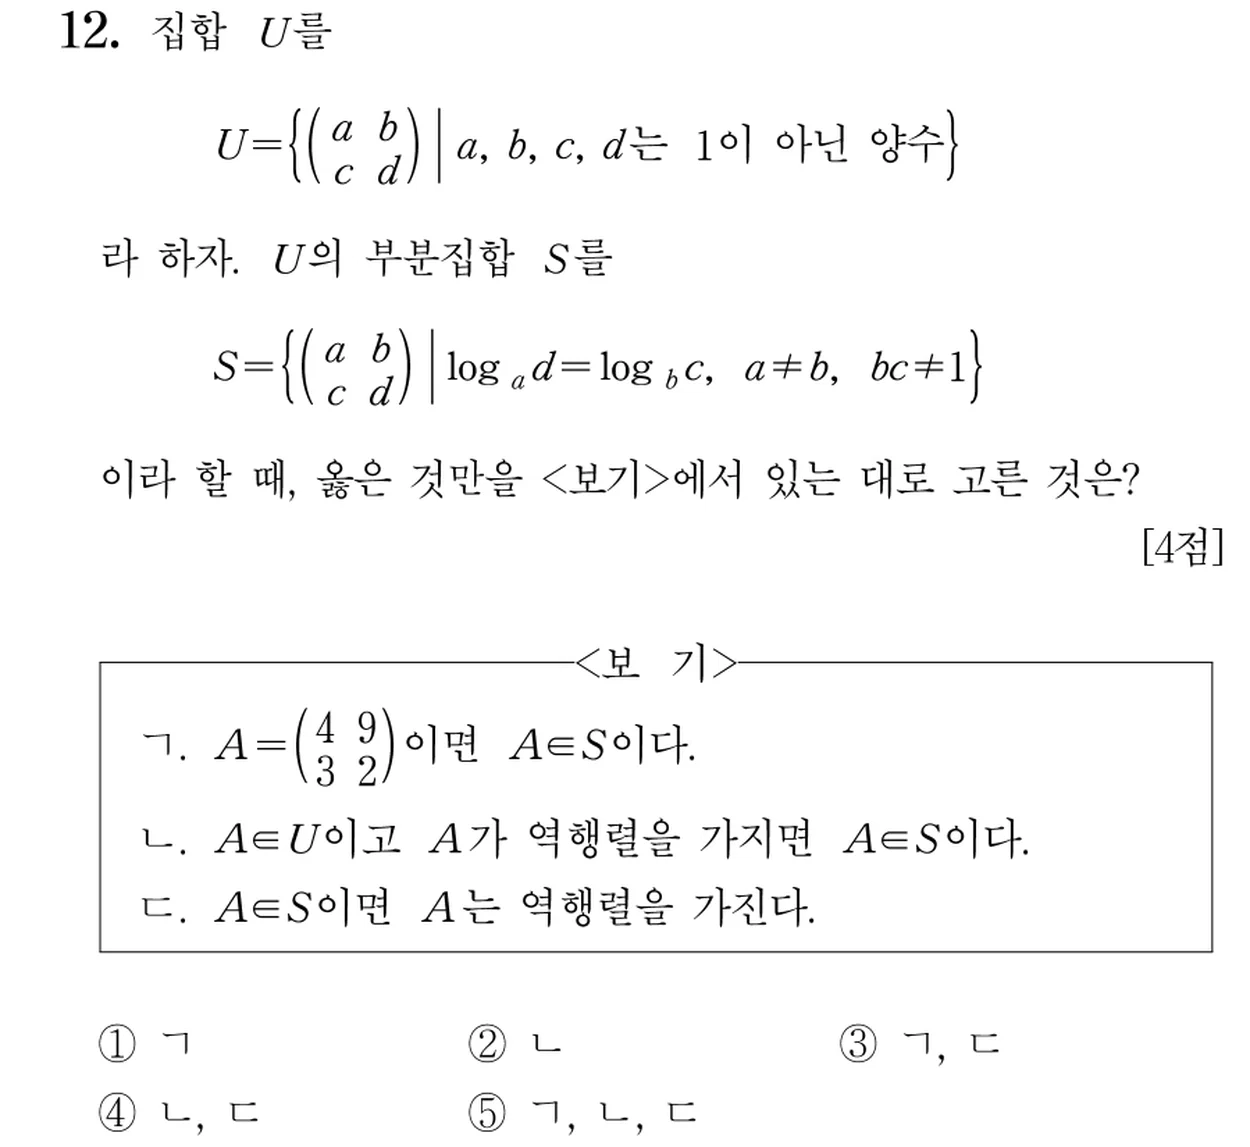 12. 집합 U를
U={(a b c d) | a, b, c, d는 1이 아닌 양수}
라 하자. U의 부분집합 S를
S={(a b c d) | log_a d = log_b c, a≠b, bc≠1}
이라 할 때, 옳은 것만을 <보기>에서 있는 대로 고른 것은?
[4점]
<보 기>
ㄱ. A=(4 9 3 2)이면 A∈S이다.
ㄴ. A∈U이고 A가 역행렬을 가지면 A∈S이다.
ㄷ. A∈S이면 A는 역행렬을 가진다.
① ㄱ ② ㄴ ③ ㄱ, ㄷ
④ ㄴ, ㄷ ⑤ ㄱ, ㄴ, ㄷ